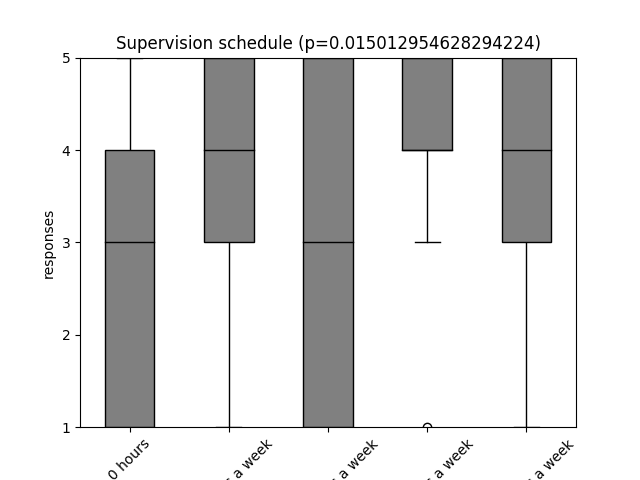 Supervision schedule (p=0.015012954628294224)
responses
5
4
3
2
1
0 hours
a week
a week
a week
a week